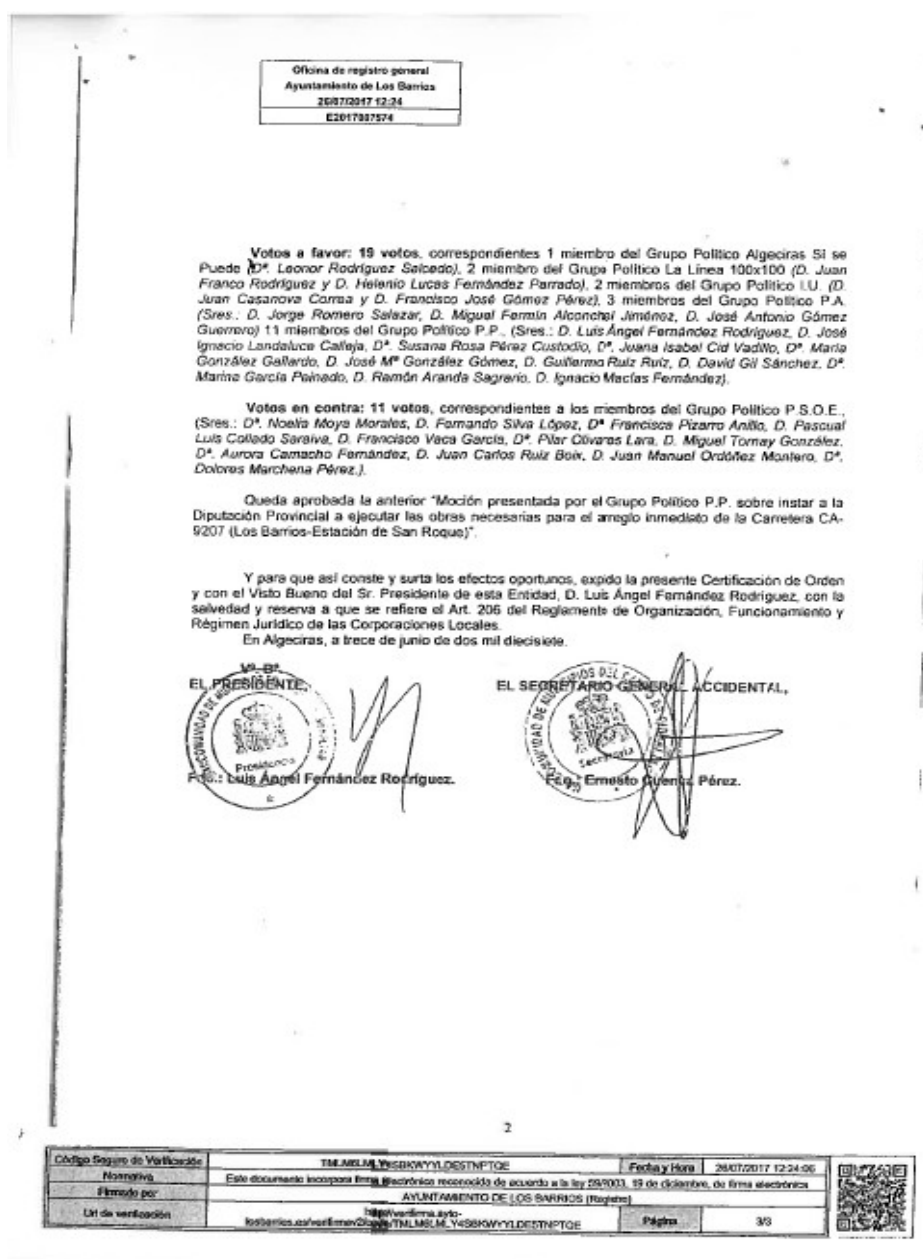 Oficina de registro general
Ayuntamiento de Los Barrios
26/07/2017 12:24
E2017007574
Votos a favor: 19 votos, correspondientes 1 miembro del Grupo Político Algeciras Si se
Puede (Dª. Leonor Rodríguez Salcedo), 2 miembro del Grupo Político La Línea 100x100 (D. Juan
Franco Rodríguez y D. Helenio Lucas Fernández Parrado), 2 miembros del Grupo Político I.U. (D.
Juan Casanova Correa y D. Francisco José Gómez Pérez), 3 miembros del Grupo Político P.A.
(Sres.: D. Jorge Romero Salazar, D. Miguel Fermín Alconchel Jiménez, D. José Antonio Gómez
Guerrero) 11 miembros del Grupo Político P.P., (Sres.: D. Luis Ángel Fernández Rodríguez, D. José
Ignacio Landaluce Calleja, Dª. Susana Rosa Pérez Custodio, Dª. Juana Isabel Cid Vadillo, Dª. María
González Gallardo, D. José Mª González Gómez, D. Guillermo Ruiz Ruiz, D. David Gil Sánchez, Dª.
Marina García Peinado, D. Ramón Aranda Sagrario, D. Ignacio Macías Fernández).
Votos en contra: 11 votos, correspondientes a los miembros del Grupo Político P.S.O.E.,
(Sres.: Dª. Noelia Moya Morales, D. Fernando Silva López, Dª Francisca Pizarro Anillo, D. Pascual
Luis Collado Saraiva, D. Francisco Vaca García, Dª. Pilar Olivares Lara, D. Miguel Tornay González,
Dª. Aurora Camacho Fernández, D. Juan Carlos Ruiz Boix, D. Juan Manuel Ordóñez Montero, Dª.
Dolores Marchena Pérez.).
Queda aprobada la anterior "Moción presentada por el Grupo Político P.P. sobre instar a la
Diputación Provincial a ejecutar las obras necesarias para el arreglo inmediato de la Carretera CA-
9207 (Los Barrios-Estación de San Roque)".
Y para que así conste y surta los efectos oportunos, expido la presente Certificación de Orden
y con el Visto Bueno del Sr. Presidente de esta Entidad, D. Luis Ángel Fernández Rodríguez, con la
salvedad y reserva a que se refiere el Art. 206 del Reglamento de Organización, Funcionamiento y
Régimen Jurídico de las Corporaciones Locales.
En Algeciras, a trece de junio de dos mil diecisiete.
Vº. Bº.
EL PRESIDENTE,
EL SECRETARIO GENERAL ACCIDENTAL,
Presidencia
Secretaría
Fdo.: Luis Ángel Fernández Rodríguez.
Fdo.: Ernesto Cuenca Pérez.
2
Código Seguro de Verificación
Fecha y Hora 26/07/2017 12:24:06
Normativa Este documento incorpora firma electrónica reconocida de acuerdo a la ley 59/2003, 19 de diciembre, de firma electrónica
Firmado por AYUNTAMIENTO DE LOS BARRIOS (Registro)
Url de verificación
Página 3/3